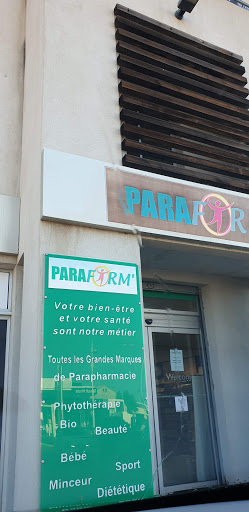 PARAFOR
PARAFORM'
Votre bien-être
et votre santé
sont notre métier
Toutes les Grandes Marques
de Parapharmacie
Phytothérapie
Bio
Beauté
Bébé
Sport
Minceur
Diététique